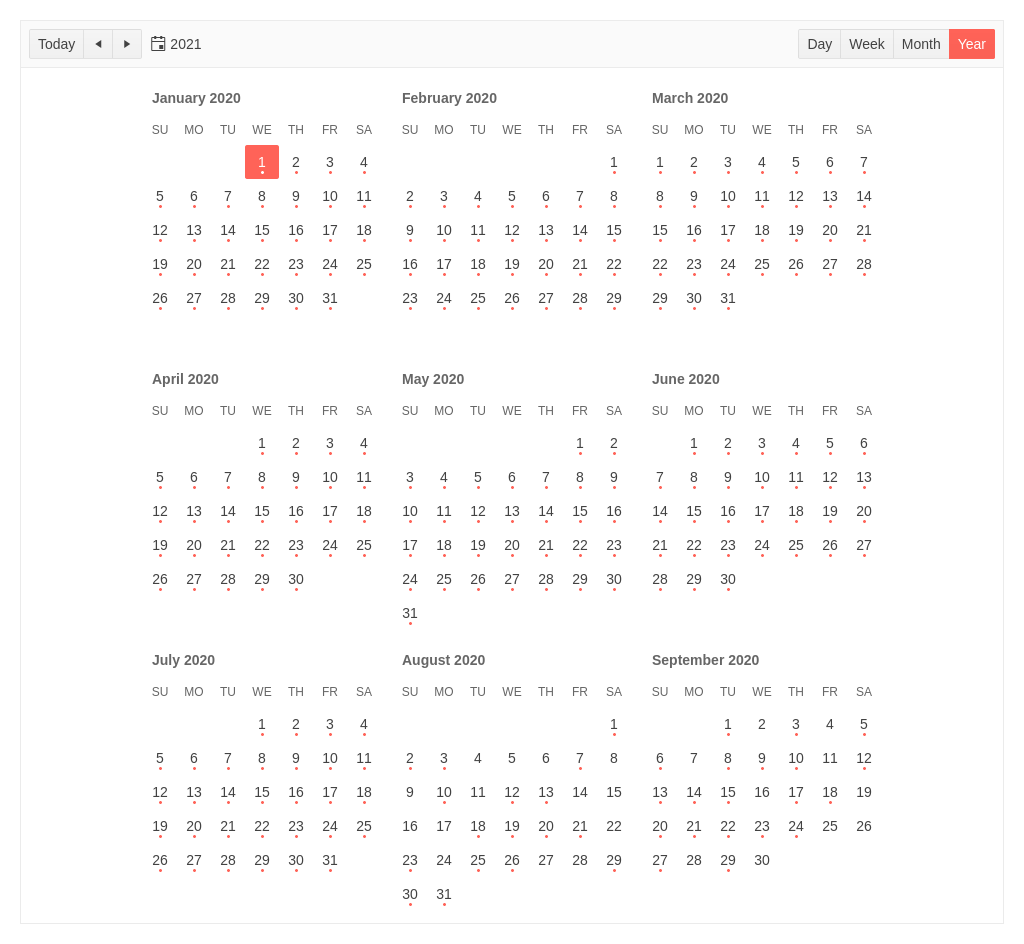 Today 2021 Day Week Month Year
January 2020 February 2020 March 2020
SU MO TU WE TH FR SA SU MO TU WE TH FR SA SU MO TU WE TH FR SA
1 2 3 4 1 1 2 3 4 5 6 7
5 6 7 8 9 10 11 2 3 4 5 6 7 8 8 9 10 11 12 13 14
12 13 14 15 16 17 18 9 10 11 12 13 14 15 15 16 17 18 19 20 21
19 20 21 22 23 24 25 16 17 18 19 20 21 22 22 23 24 25 26 27 28
26 27 28 29 30 31 23 24 25 26 27 28 29 29 30 31
April 2020 May 2020 June 2020
SU MO TU WE TH FR SA SU MO TU WE TH FR SA SU MO TU WE TH FR SA
1 2 3 4 1 2 1 2 3 4 5 6
5 6 7 8 9 10 11 3 4 5 6 7 8 9 7 8 9 10 11 12 13
12 13 14 15 16 17 18 10 11 12 13 14 15 16 14 15 16 17 18 19 20
19 20 21 22 23 24 25 17 18 19 20 21 22 23 21 22 23 24 25 26 27
26 27 28 29 30 24 25 26 27 28 29 30 28 29 30
31
July 2020 August 2020 September 2020
SU MO TU WE TH FR SA SU MO TU WE TH FR SA SU MO TU WE TH FR SA
1 2 3 4 1 1 2 3 4 5
5 6 7 8 9 10 11 2 3 4 5 6 7 8 6 7 8 9 10 11 12
12 13 14 15 16 17 18 9 10 11 12 13 14 15 13 14 15 16 17 18 19
19 20 21 22 23 24 25 16 17 18 19 20 21 22 20 21 22 23 24 25 26
26 27 28 29 30 31 23 24 25 26 27 28 29 27 28 29 30
30 31